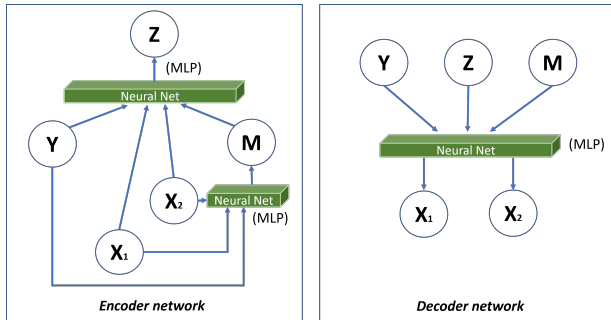 Z
(MLP)
Neural Net
Y
M
X2
Neural Net
(MLP)
X1
Encoder network
Y
Z
M
Neural Net
(MLP)
X1
X2
Decoder network